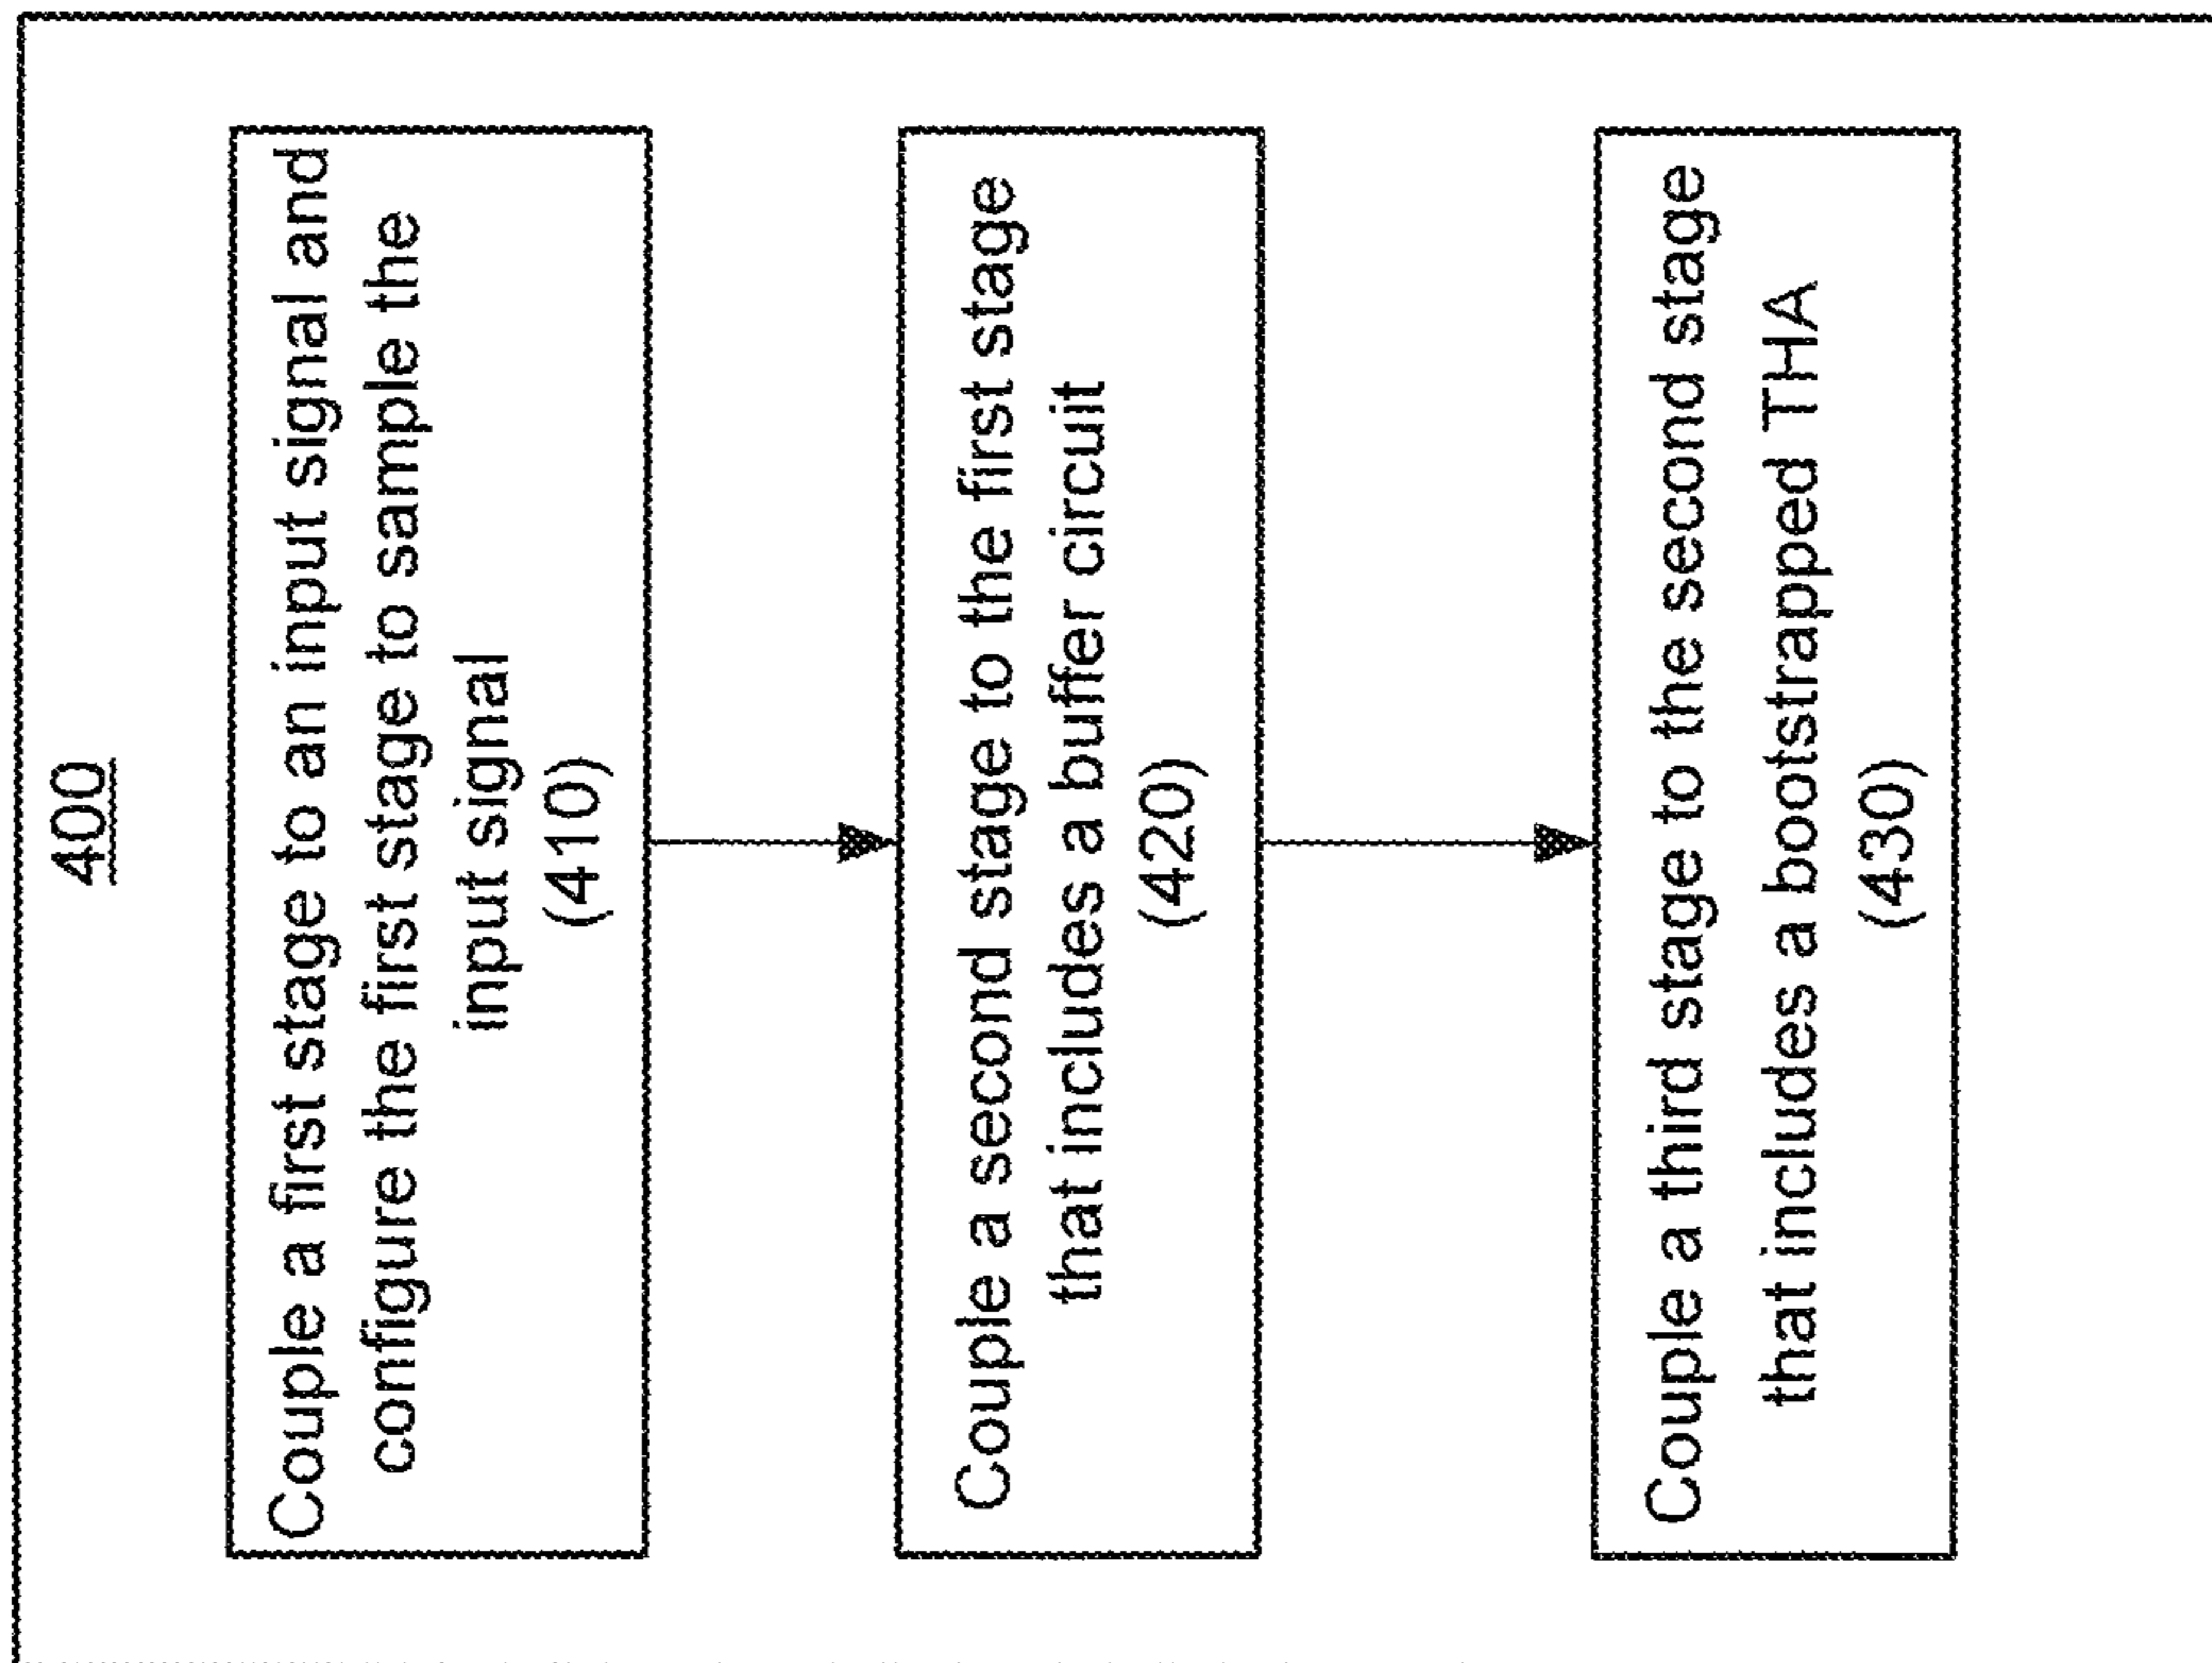 400
Couple a first stage to an input signal and
configure the first stage to sample the
input signal
(410)
Couple a second stage to the first stage
that includes a buffer circuit
(420)
Couple a third stage to the second stage
that includes a bootstrapped THA
(430)